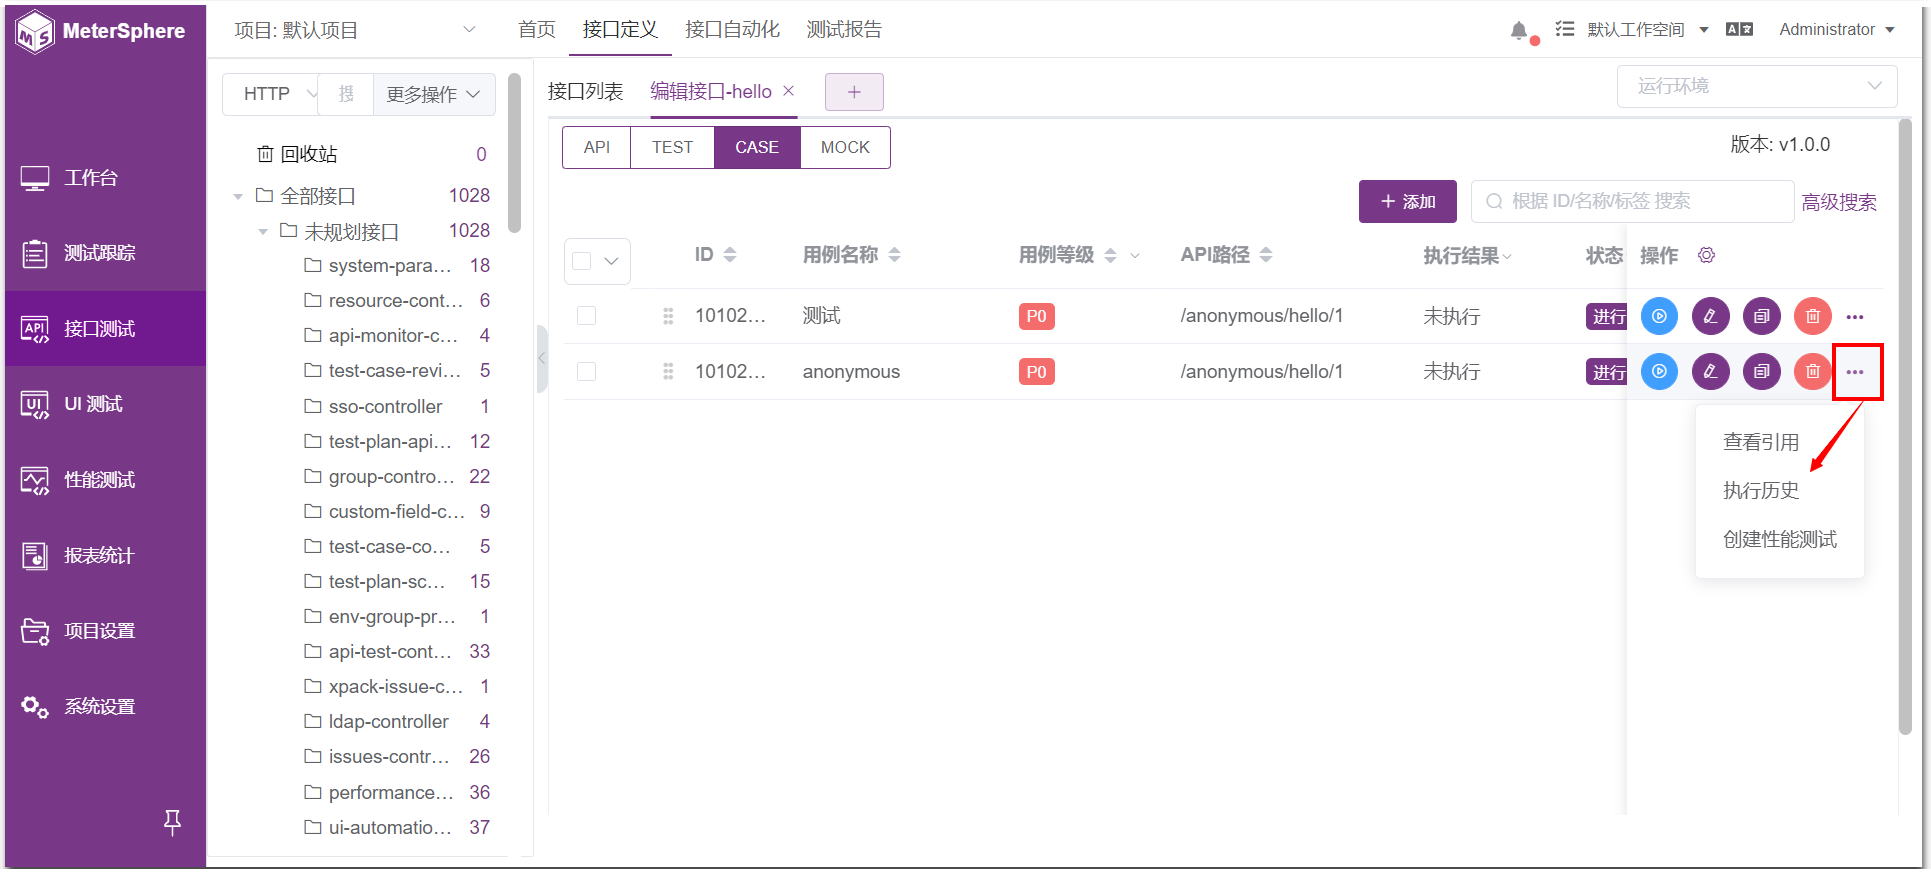 MeterSphere
项目: 默认项目
首页
接口定义
接口自动化
测试报告
默认工作空间
Administrator
工作台
测试跟踪
接口测试
UI 测试
性能测试
报表统计
项目设置
系统设置
HTTP
搜
更多操作
回收站 0
全部接口 1028
未规划接口 1028
system-para... 18
resource-cont... 6
api-monitor-c... 4
test-case-revi... 5
sso-controller 1
test-plan-api... 12
group-contro... 22
custom-field-c... 9
test-case-co... 5
test-plan-sc... 15
env-group-pr... 1
api-test-cont... 33
xpack-issue-c... 1
ldap-controller 4
issues-contr... 26
performance... 36
ui-automatio... 37
接口列表
编辑接口-hello
运行环境
API
TEST
CASE
MOCK
版本: v1.0.0
添加
根据 ID/名称/标签 搜索
高级搜索
ID 用例名称 用例等级 API路径 执行结果 状态 操作
10102... 测试 P0 /anonymous/hello/1 未执行 进行
10102... anonymous P0 /anonymous/hello/1 未执行 进行
查看引用
执行历史
创建性能测试